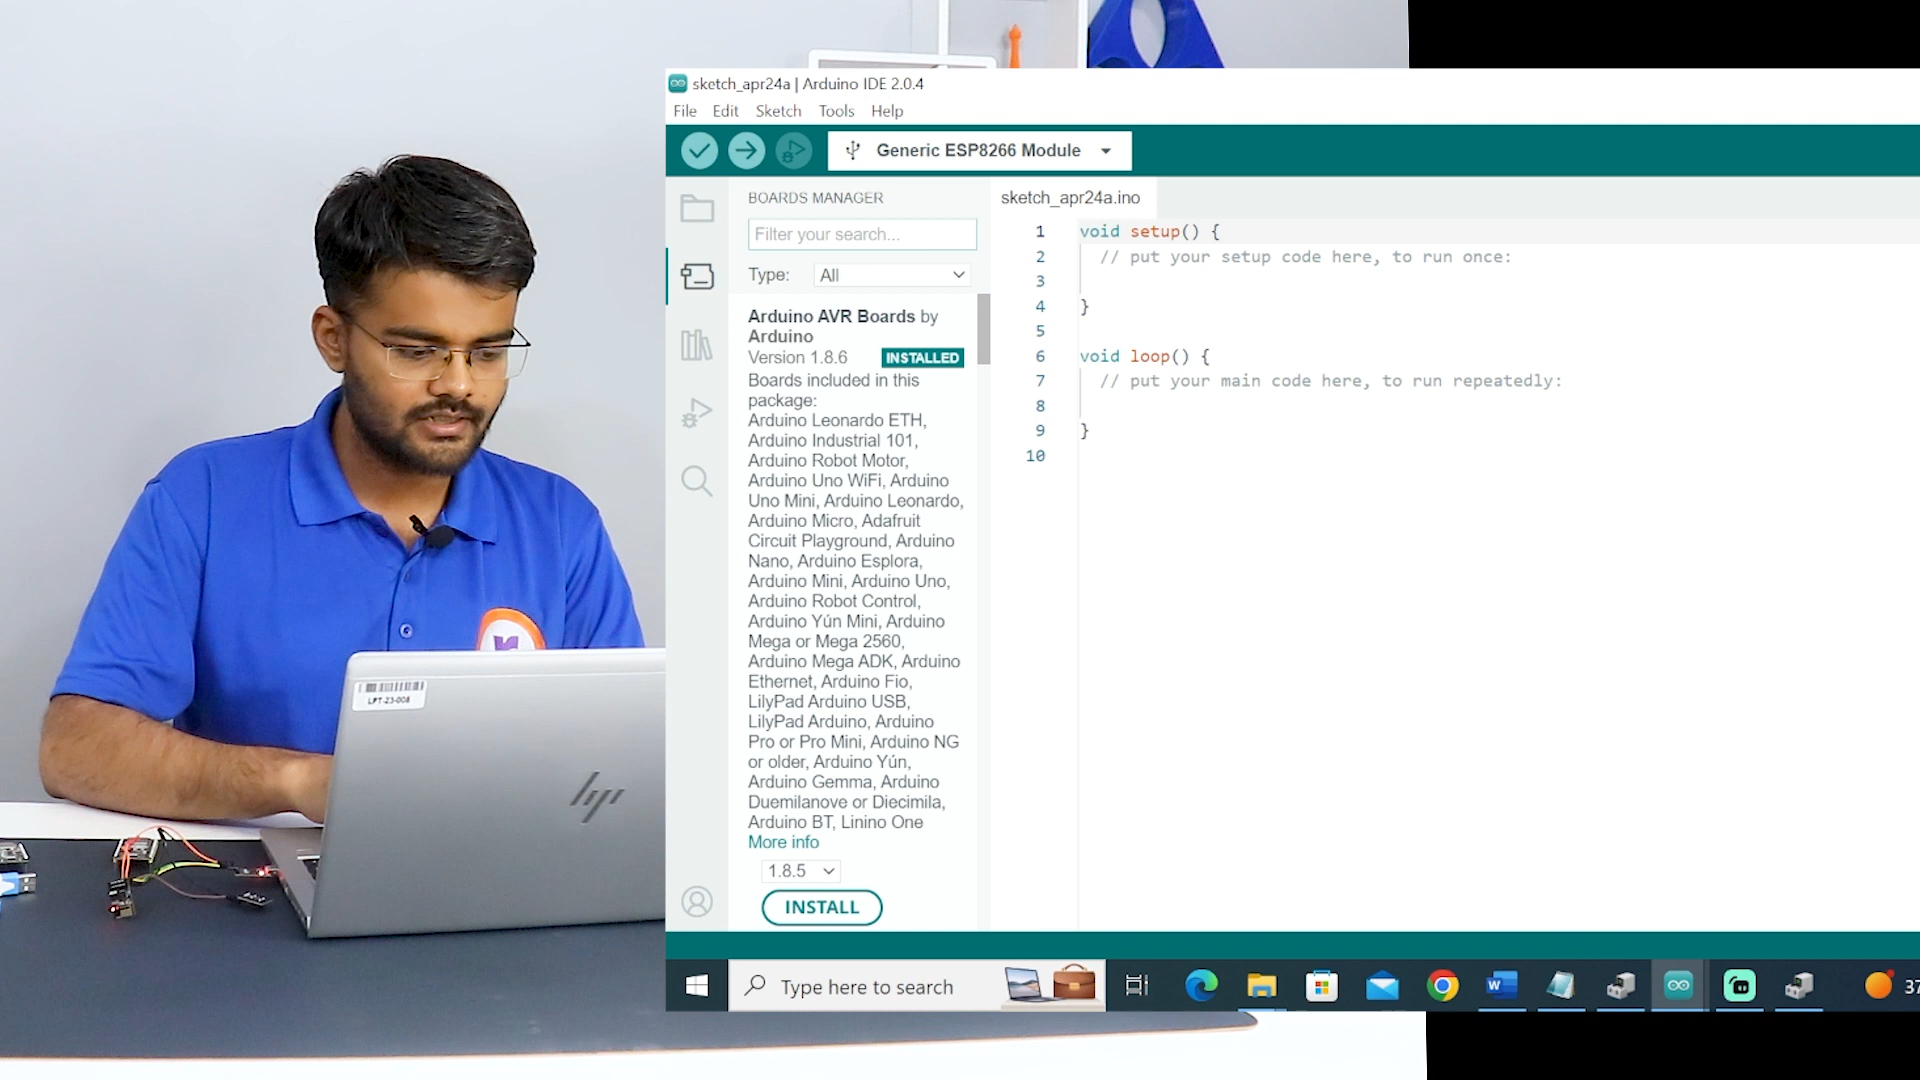 sketch_apr24a | Arduino IDE 2.0.4
File Edit Sketch Tools Help
Generic ESP8266 Module
BOARDS MANAGER
Filter your search...
Type: All
Arduino AVR Boards by
Arduino
Version 1.8.6 INSTALLED
Boards included in this
package:
Arduino Leonardo ETH,
Arduino Industrial 101,
Arduino Robot Motor,
Arduino Uno WiFi, Arduino
Uno Mini, Arduino Leonardo,
Arduino Micro, Adafruit
Circuit Playground, Arduino
Nano, Arduino Esplora,
Arduino Mini, Arduino Uno,
Arduino Robot Control,
Arduino Yún Mini, Arduino
Mega or Mega 2560,
Arduino Mega ADK, Arduino
Ethernet, Arduino Fio,
LilyPad Arduino USB,
LilyPad Arduino, Arduino
Pro or Pro Mini, Arduino NG
or older, Arduino Yún,
Arduino Gemma, Arduino
Duemilanove or Diecimila,
Arduino BT, Linino One
More info
1.8.5
INSTALL
sketch_apr24a.ino
1 void setup() {
2 // put your setup code here, to run once:
3
4 }
5
6 void loop() {
7 // put your main code here, to run repeatedly:
8
9 }
10
Type here to search
W
37
LPT-23-008
hp